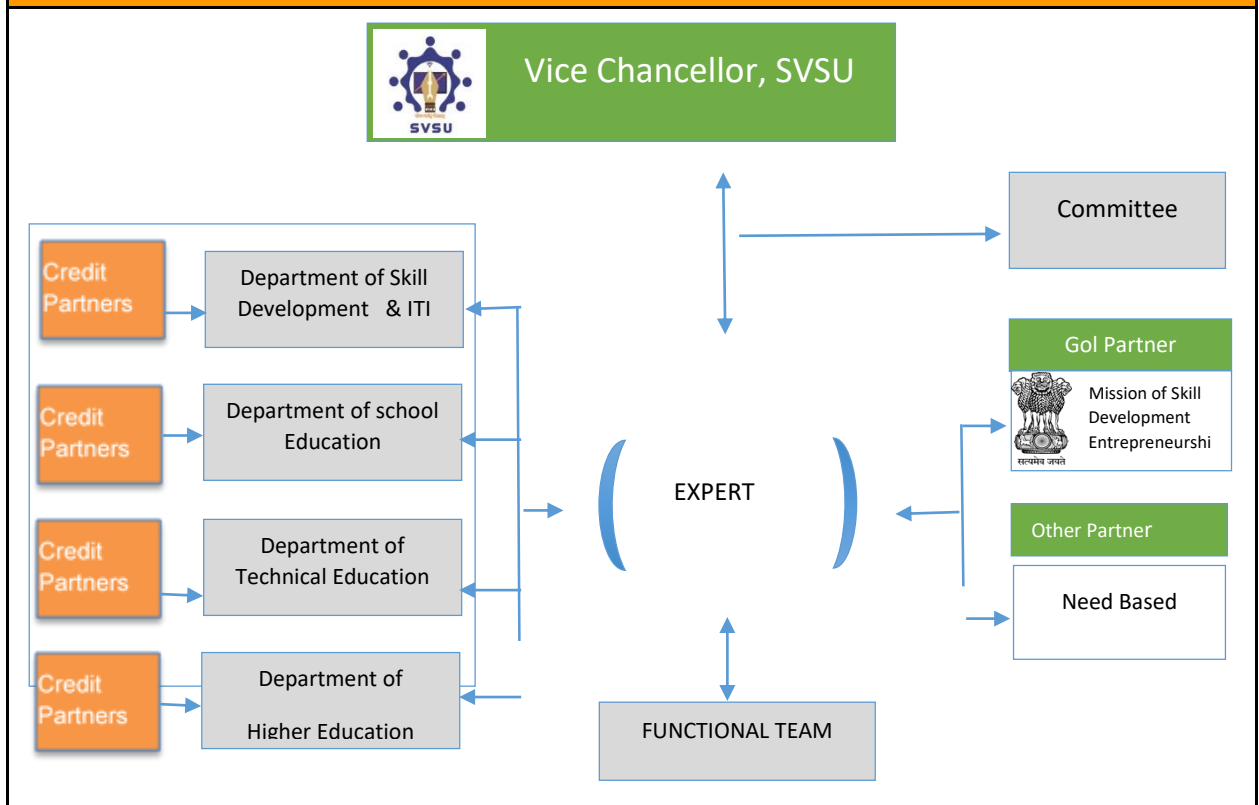 Vice Chancellor, SVSU
SVSU
Committee
Credit
Partners
Department of Skill
Development & ITI
Credit
Partners
Department of school
Education
Credit
Partners
Department of
Technical Education
Credit
Partners
Department of
Higher Education
EXPERT
FUNCTIONAL TEAM
GoI Partner
Mission of Skill
Development
Entrepreneurshi
सत्यमेव जयते
Other Partner
Need Based